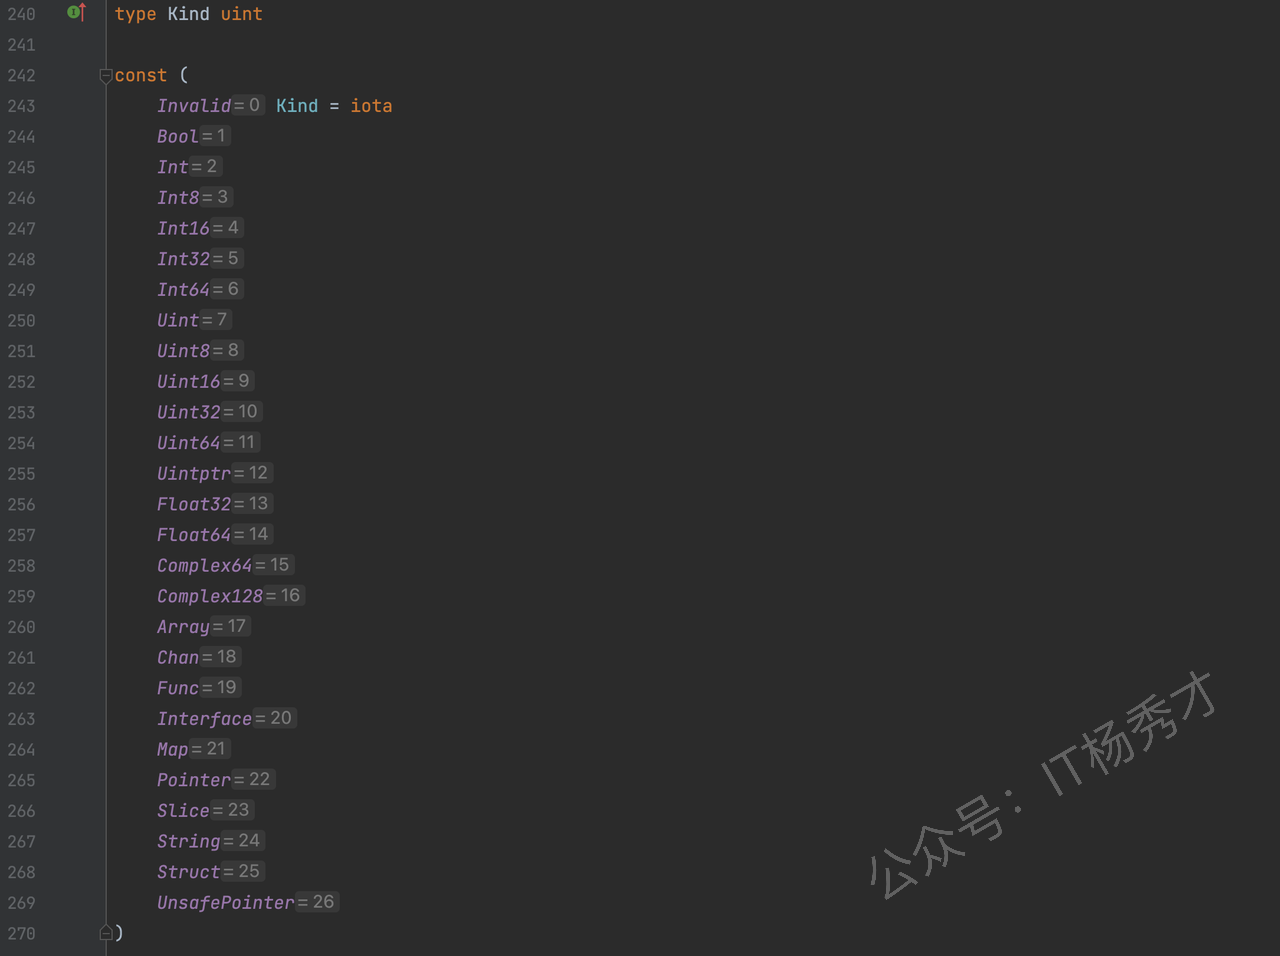 240 type Kind uint
241
242 const (
243 Invalid = 0 Kind = iota
244 Bool = 1
245 Int = 2
246 Int8 = 3
247 Int16 = 4
248 Int32 = 5
249 Int64 = 6
250 Uint = 7
251 Uint8 = 8
252 Uint16 = 9
253 Uint32 = 10
254 Uint64 = 11
255 Uintptr = 12
256 Float32 = 13
257 Float64 = 14
258 Complex64 = 15
259 Complex128 = 16
260 Array = 17
261 Chan = 18
262 Func = 19
263 Interface = 20
264 Map = 21
265 Pointer = 22
266 Slice = 23
267 String = 24
268 Struct = 25
269 UnsafePointer = 26
270 )
公众号：IT杨秀才